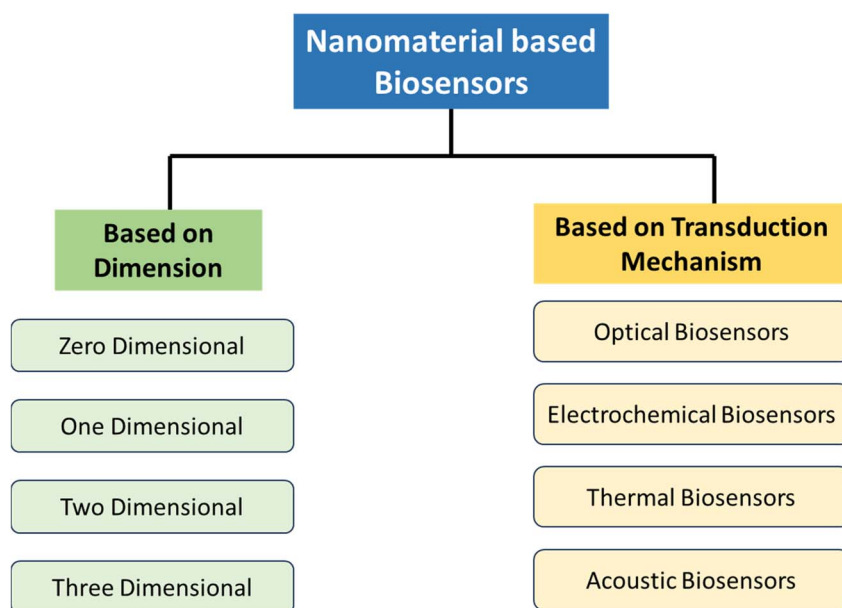 Nanomaterial based
Biosensors
Based on
Dimension
Zero Dimensional
One Dimensional
Two Dimensional
Three Dimensional
Based on Transduction
Mechanism
Optical Biosensors
Electrochemical Biosensors
Thermal Biosensors
Acoustic Biosensors